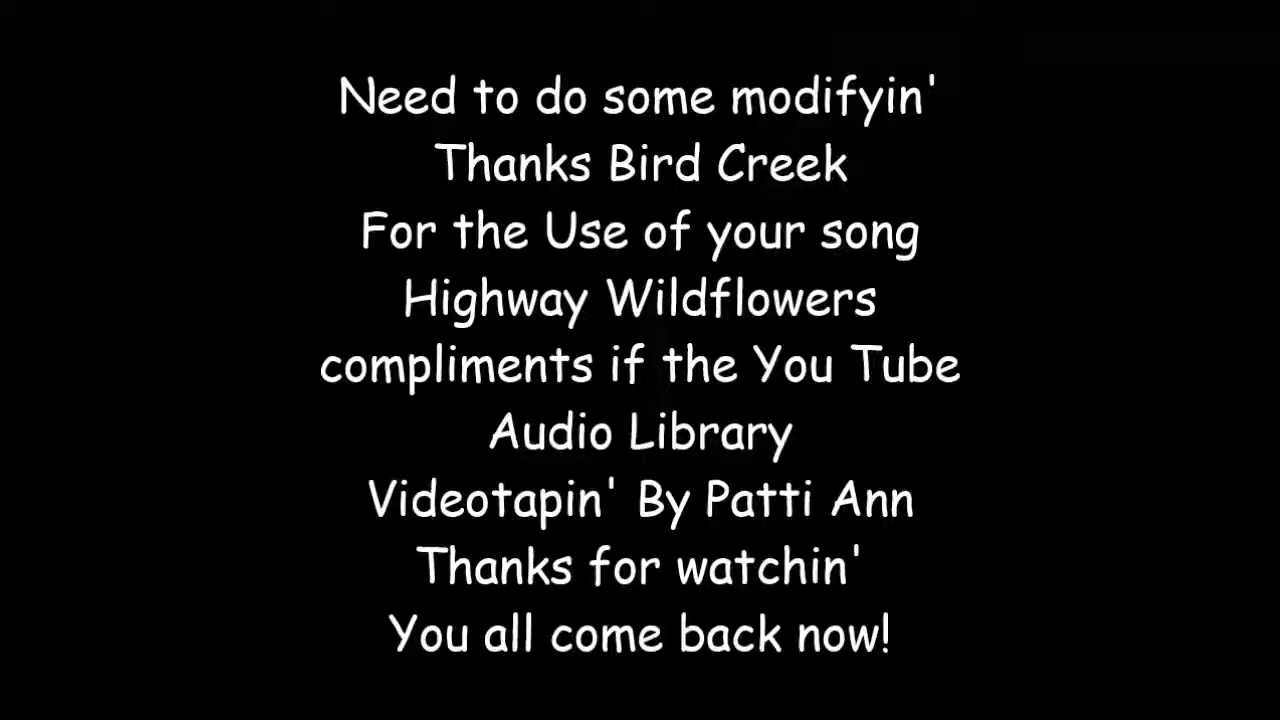 Need to do some modifyin'
Thanks Bird Creek
For the Use of your song
Highway Wildflowers
compliments if the You Tube
Audio Library
Videotapin' By Patti Ann
Thanks for watchin'
You all come back now!